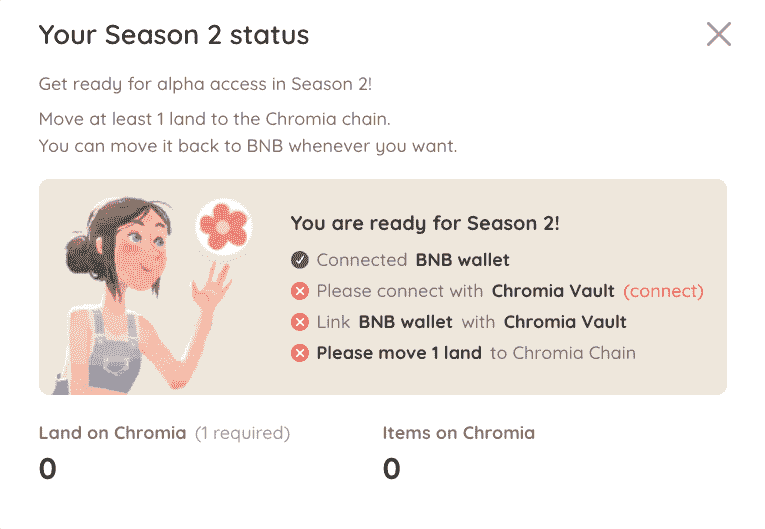 Your Season 2 status
Get ready for alpha access in Season 2!
Move at least 1 land to the Chromia chain.
You can move it back to BNB whenever you want.
You are ready for Season 2!
Connected BNB wallet
Please connect with Chromia Vault (connect)
Link BNB wallet with Chromia Vault
Please move 1 land to Chromia Chain
Land on Chromia (1 required)
0
Items on Chromia
0